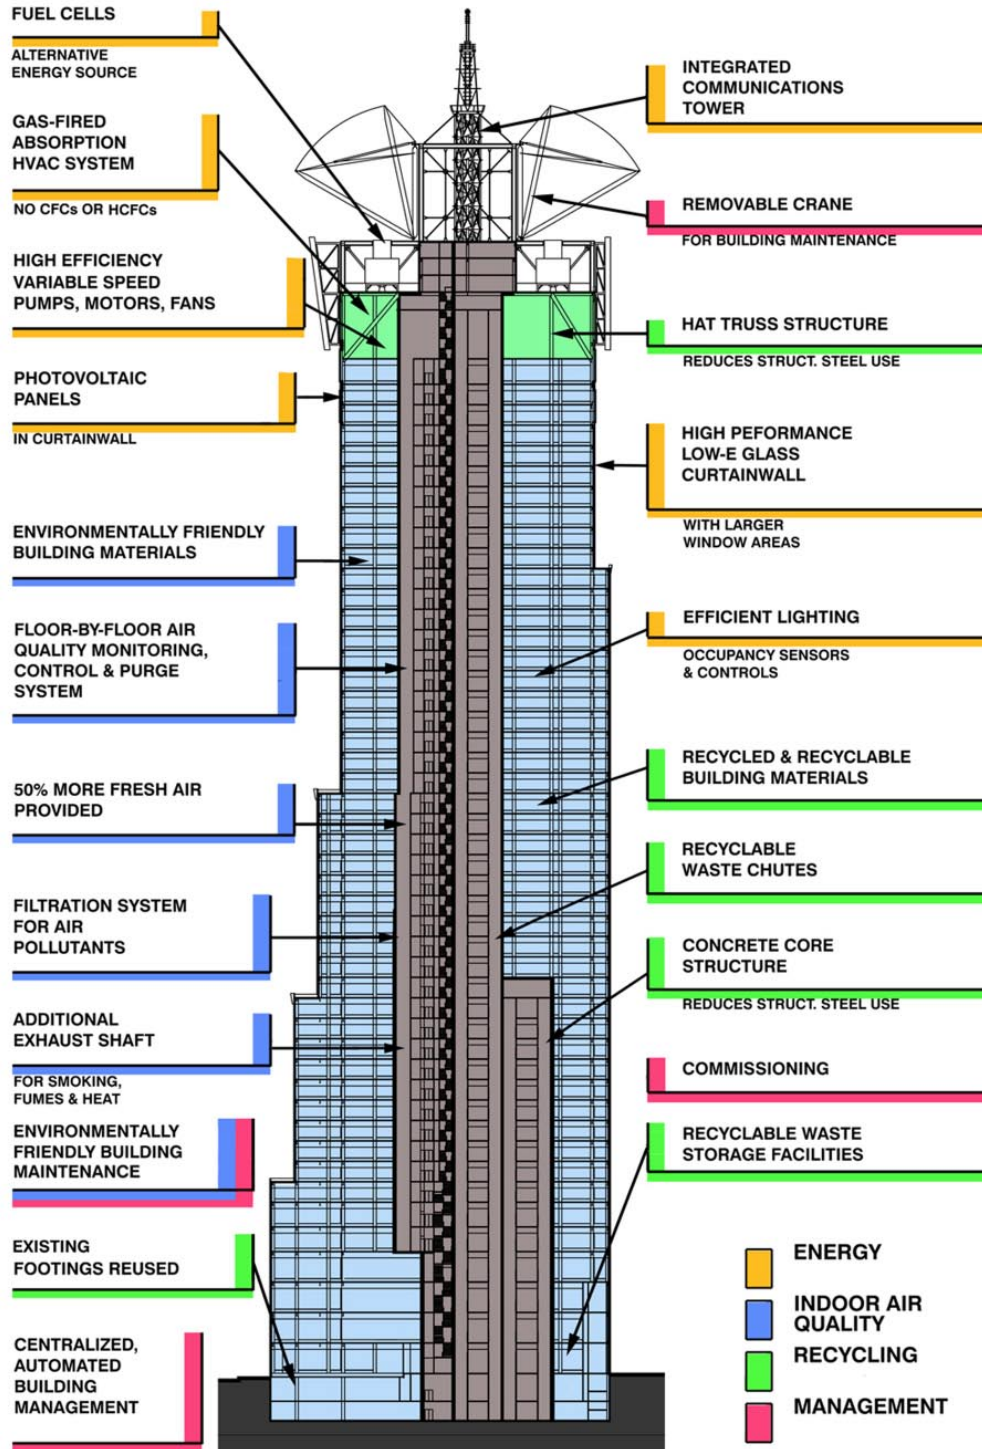 FUEL CELLS
ALTERNATIVE
ENERGY SOURCE
GAS-FIRED
ABSORPTION
HVAC SYSTEM
NO CFCs OR HCFCs
HIGH EFFICIENCY
VARIABLE SPEED
PUMPS, MOTORS, FANS
PHOTOVOLTAIC
PANELS
IN CURTAINWALL
ENVIRONMENTALLY FRIENDLY
BUILDING MATERIALS
FLOOR-BY-FLOOR AIR
QUALITY MONITORING,
CONTROL & PURGE
SYSTEM
50% MORE FRESH AIR
PROVIDED
FILTRATION SYSTEM
FOR AIR
POLLUTANTS
ADDITIONAL
EXHAUST SHAFT
FOR SMOKING,
FUMES & HEAT
ENVIRONMENTALLY
FRIENDLY BUILDING
MAINTENANCE
EXISTING
FOOTINGS REUSED
CENTRALIZED,
AUTOMATED
BUILDING
MANAGEMENT
INTEGRATED
COMMUNICATIONS
TOWER
REMOVABLE CRANE
FOR BUILDING MAINTENANCE
HAT TRUSS STRUCTURE
REDUCES STRUCT. STEEL USE
HIGH PEFORMANCE
LOW-E GLASS
CURTAINWALL
WITH LARGER
WINDOW AREAS
EFFICIENT LIGHTING
OCCUPANCY SENSORS
& CONTROLS
RECYCLED & RECYCLABLE
BUILDING MATERIALS
RECYCLABLE
WASTE CHUTES
CONCRETE CORE
STRUCTURE
REDUCES STRUCT. STEEL USE
COMMISSIONING
RECYCLABLE WASTE
STORAGE FACILITIES
ENERGY
INDOOR AIR
QUALITY
RECYCLING
MANAGEMENT